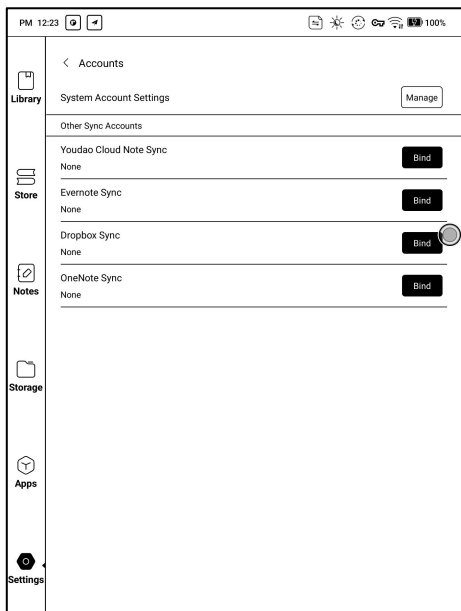 PM 12:23
100%
Accounts
System Account Settings
Manage
Other Sync Accounts
Youdao Cloud Note Sync
None
Bind
Evernote Sync
None
Bind
Dropbox Sync
None
Bind
OneNote Sync
None
Bind
Library
Store
Notes
Storage
Apps
Settings